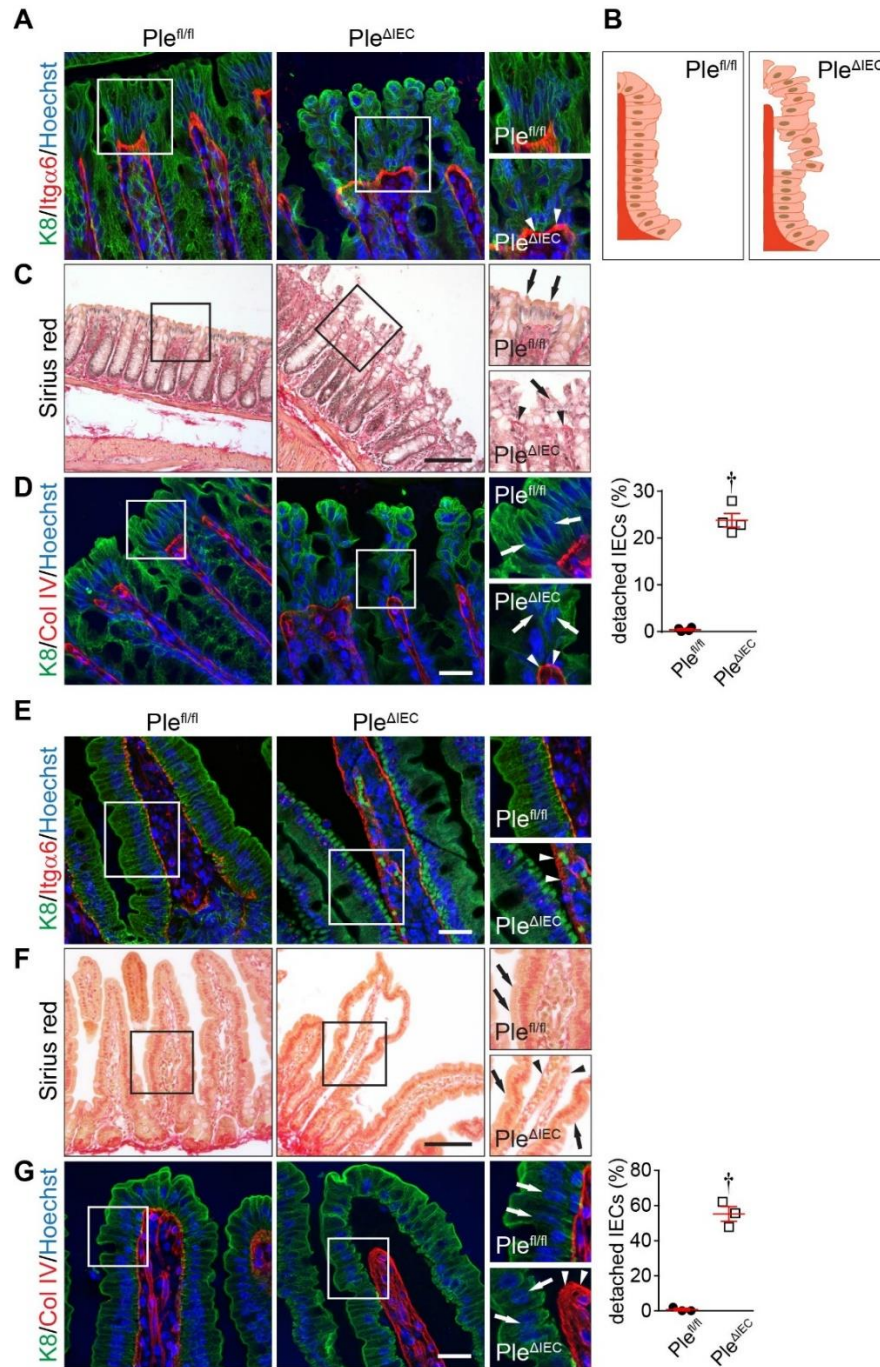 A
Ple^fl/fl
Ple^ΔIEC
K8/Itgα6/Hoechst
Ple^fl/fl
Ple^ΔIEC
B
Ple^fl/fl
Ple^ΔIEC
C
Sirius red
Ple^fl/fl
Ple^ΔIEC
D
K8/Col IV/Hoechst
Ple^fl/fl
Ple^ΔIEC
detached IECs (%)
30
20
10
0
†
Ple^fl/fl
Ple^ΔIEC
E
Ple^fl/fl
Ple^ΔIEC
K8/Itgα6/Hoechst
Ple^fl/fl
Ple^ΔIEC
F
Sirius red
Ple^fl/fl
Ple^ΔIEC
G
K8/Col IV/Hoechst
Ple^fl/fl
Ple^ΔIEC
detached IECs (%)
80
60
40
20
0
†
Ple^fl/fl
Ple^ΔIEC